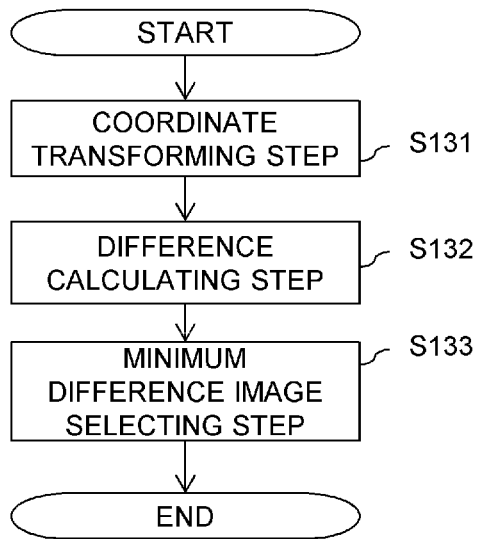 START
COORDINATE
TRANSFORMING STEP
S131
DIFFERENCE
CALCULATING STEP
S132
MINIMUM
DIFFERENCE IMAGE
SELECTING STEP
S133
END